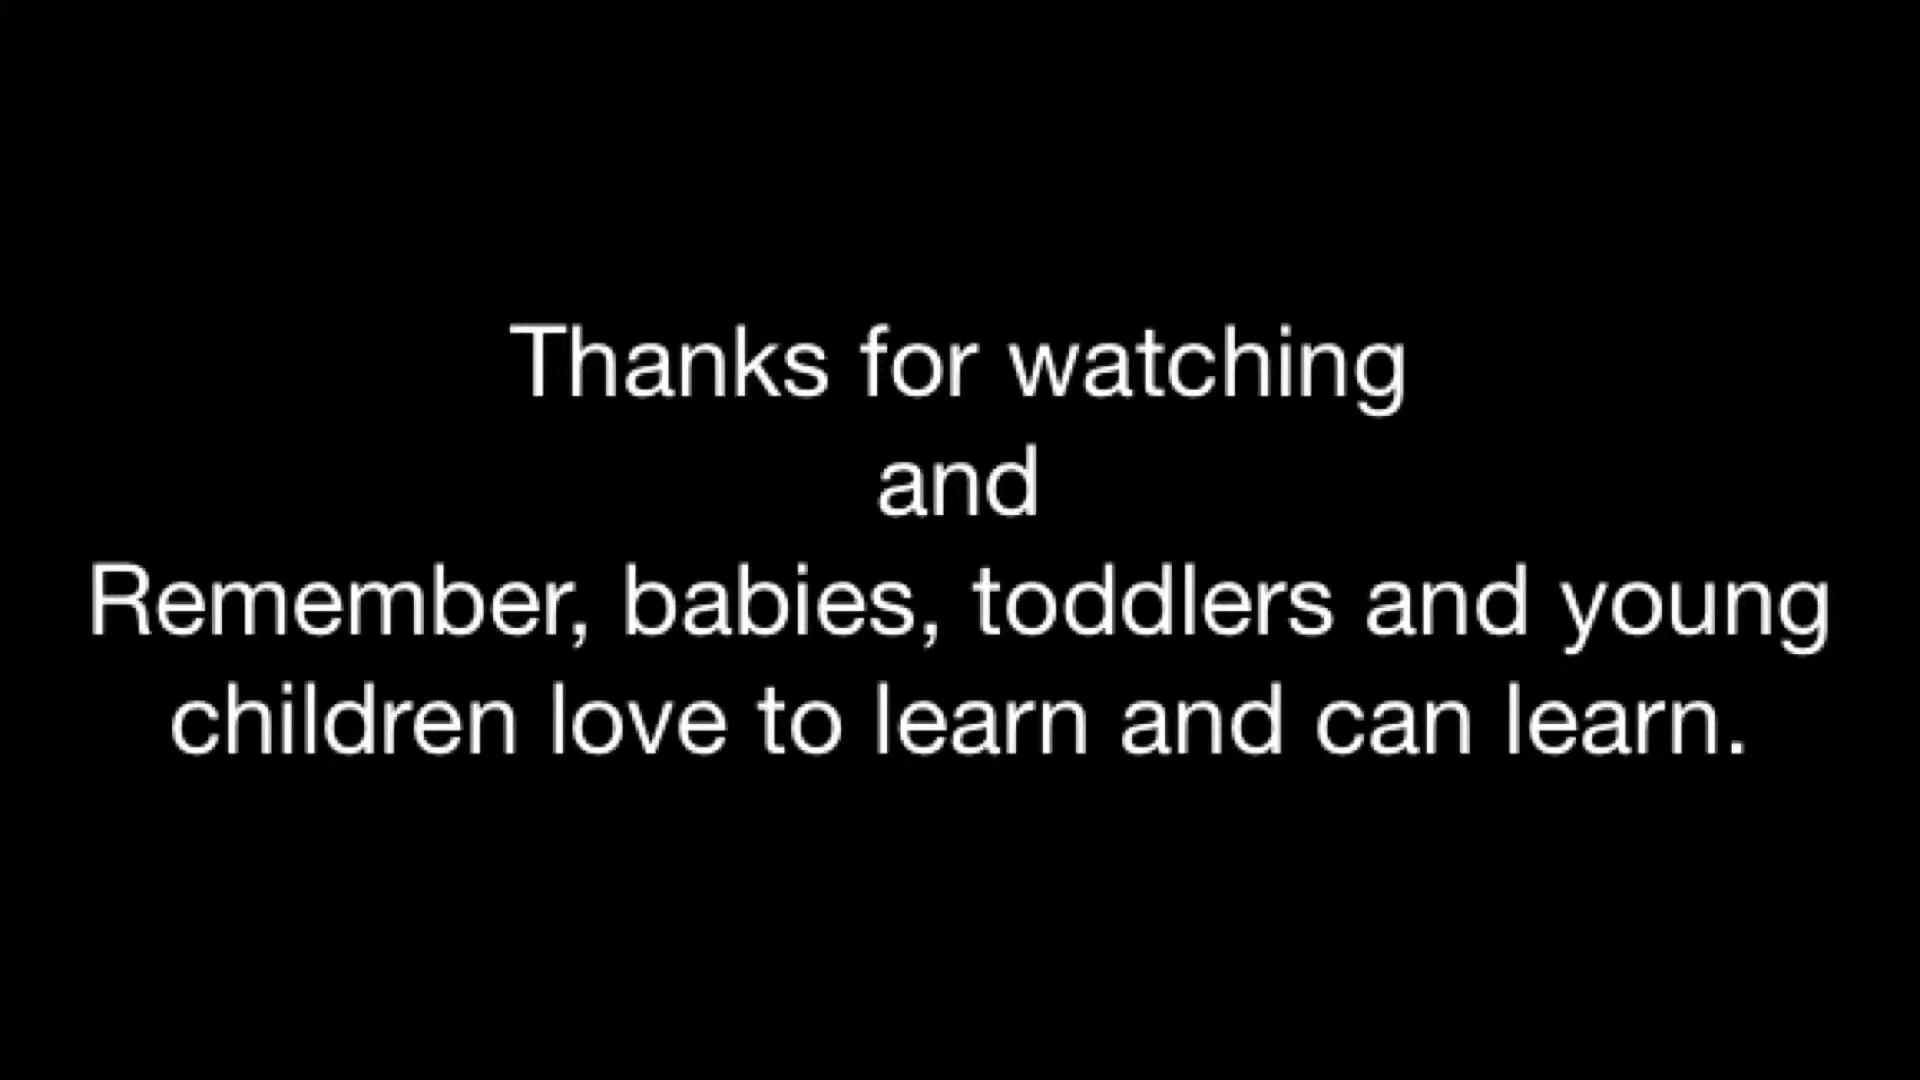 Thanks for watching
and
Remember, babies, toddlers and young
children love to learn and can learn.